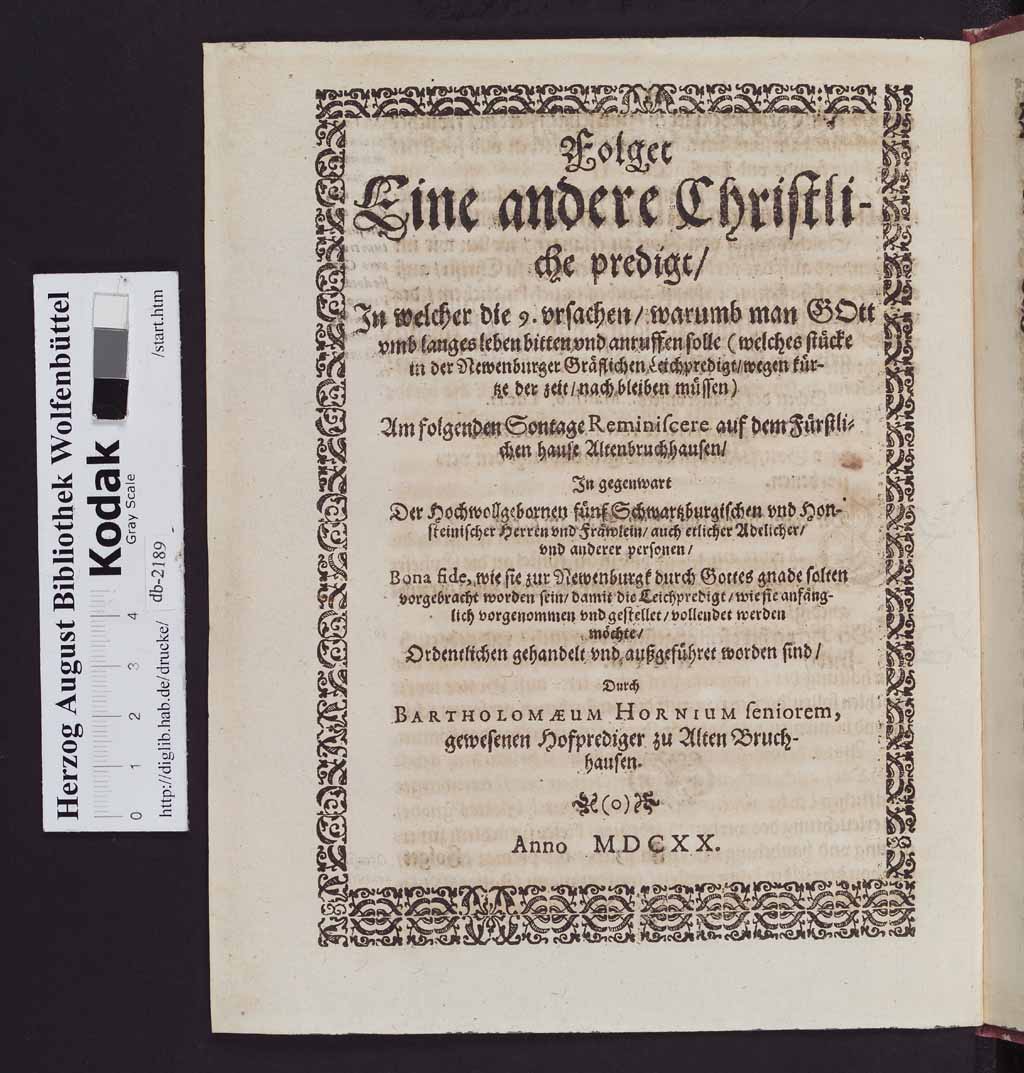 Folget
Eine andere Christli-
che predigt/
In welcher die 9. vrsachen/ warumb man GOtt
vmb langes leben bitten vnd anruffen solle (welches stücke
in der Newenburger Gräflichen Leichpredigt/ wegen kür-
tze der zeit/ nach bleiben müssen)
Am folgenden Sontage Reminiscere auf dem Fürstli-
chen hause Altenbruchhausen/
In gegenwart
Der Hochwollgebornen fünf Schwartzburgischen vnd Hon-
steinischer Herren vnd Fräwlein/ auch etlicher Adelicher/
vnd anderer personen/
Bona fide, wie sie zur Newenburgk durch Gottes gnade solten
vorgebracht worden sein/ damit die Leichpredigt/ wie sie anfäng-
lich vorgenommen vnd gestellet/ vollendet werden
möchte/
Ordentlichen gehandelt vnd außgeführet worden sind/
Durch
BARTHOLOMÆUM HORNIUM seniorem,
gewesenen Hofprediger zu Alten Bruch-
hausen.
(o)
Anno MDCXX.
Herzog August Bibliothek Wolfenbüttel
Kodak
Gray Scale
0 1 2 3 4
http://diglib.hab.de/drucke/ db-2189 /start.htm